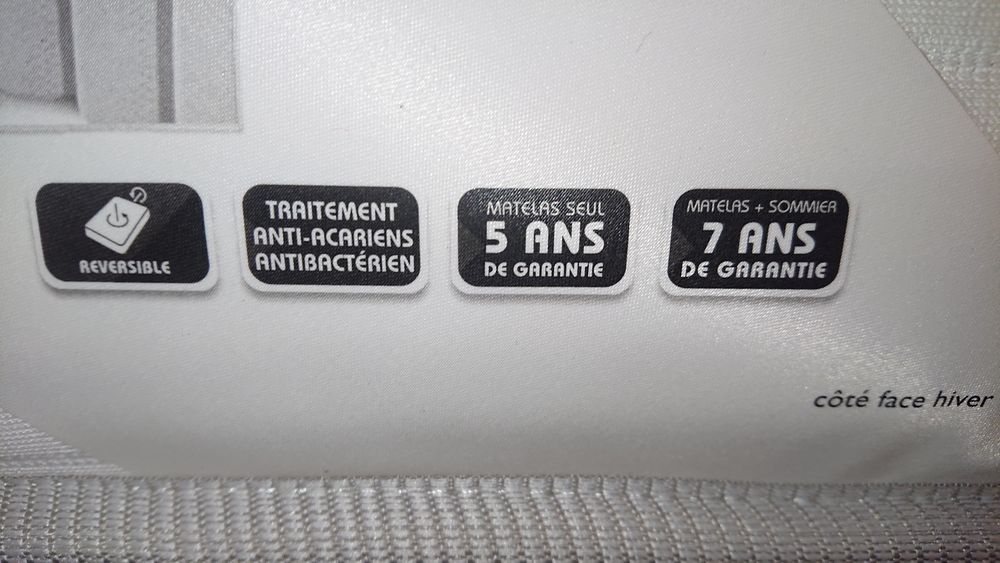 REVERSIBLE
TRAITEMENT
ANTI-ACARIENS
ANTIBACTÉRIEN
MATELAS SEUL
5 ANS
DE GARANTIE
MATELAS + SOMMIER
7 ANS
DE GARANTIE
côté face hiver